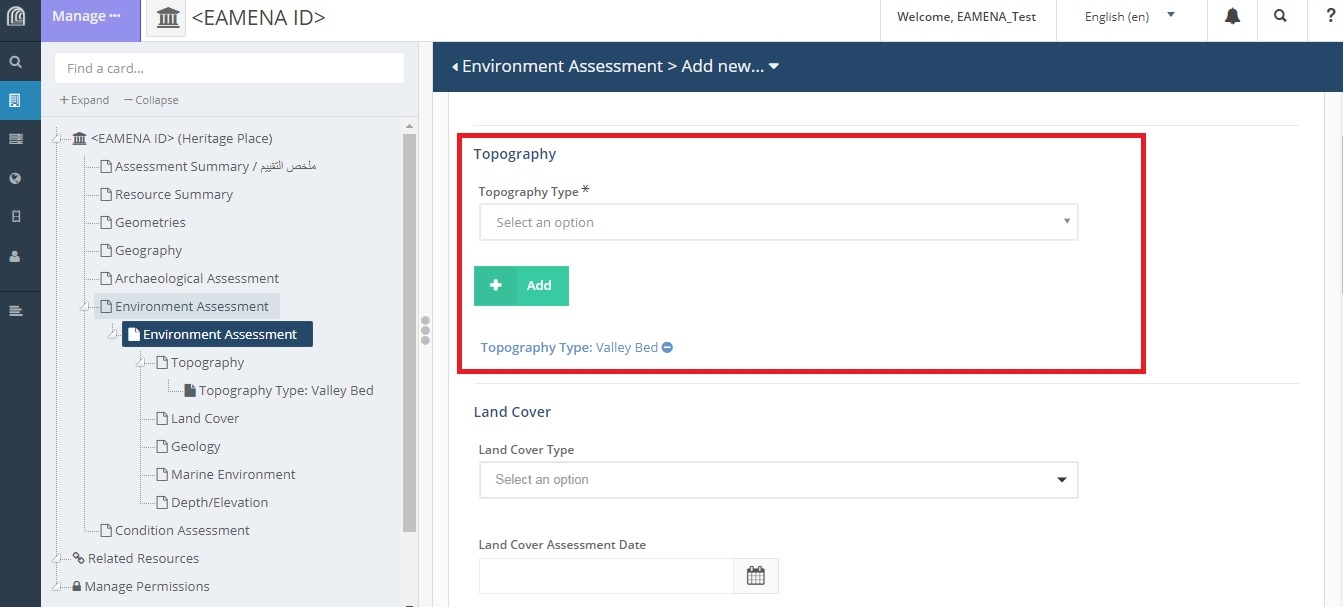 Manage
<EAMENA ID>
Welcome, EAMENA_Test
English (en)
?
Find a card...
+ Expand
− Collapse
<EAMENA ID> (Heritage Place)
Assessment Summary / ملخص التقييم
Resource Summary
Geometries
Geography
Archaeological Assessment
Environment Assessment
Environment Assessment
Topography
Topography Type: Valley Bed
Land Cover
Geology
Marine Environment
Depth/Elevation
Condition Assessment
Related Resources
Manage Permissions
Environment Assessment > Add new...
Topography
Topography Type *
Select an option
+ Add
Topography Type: Valley Bed
Land Cover
Land Cover Type
Select an option
Land Cover Assessment Date